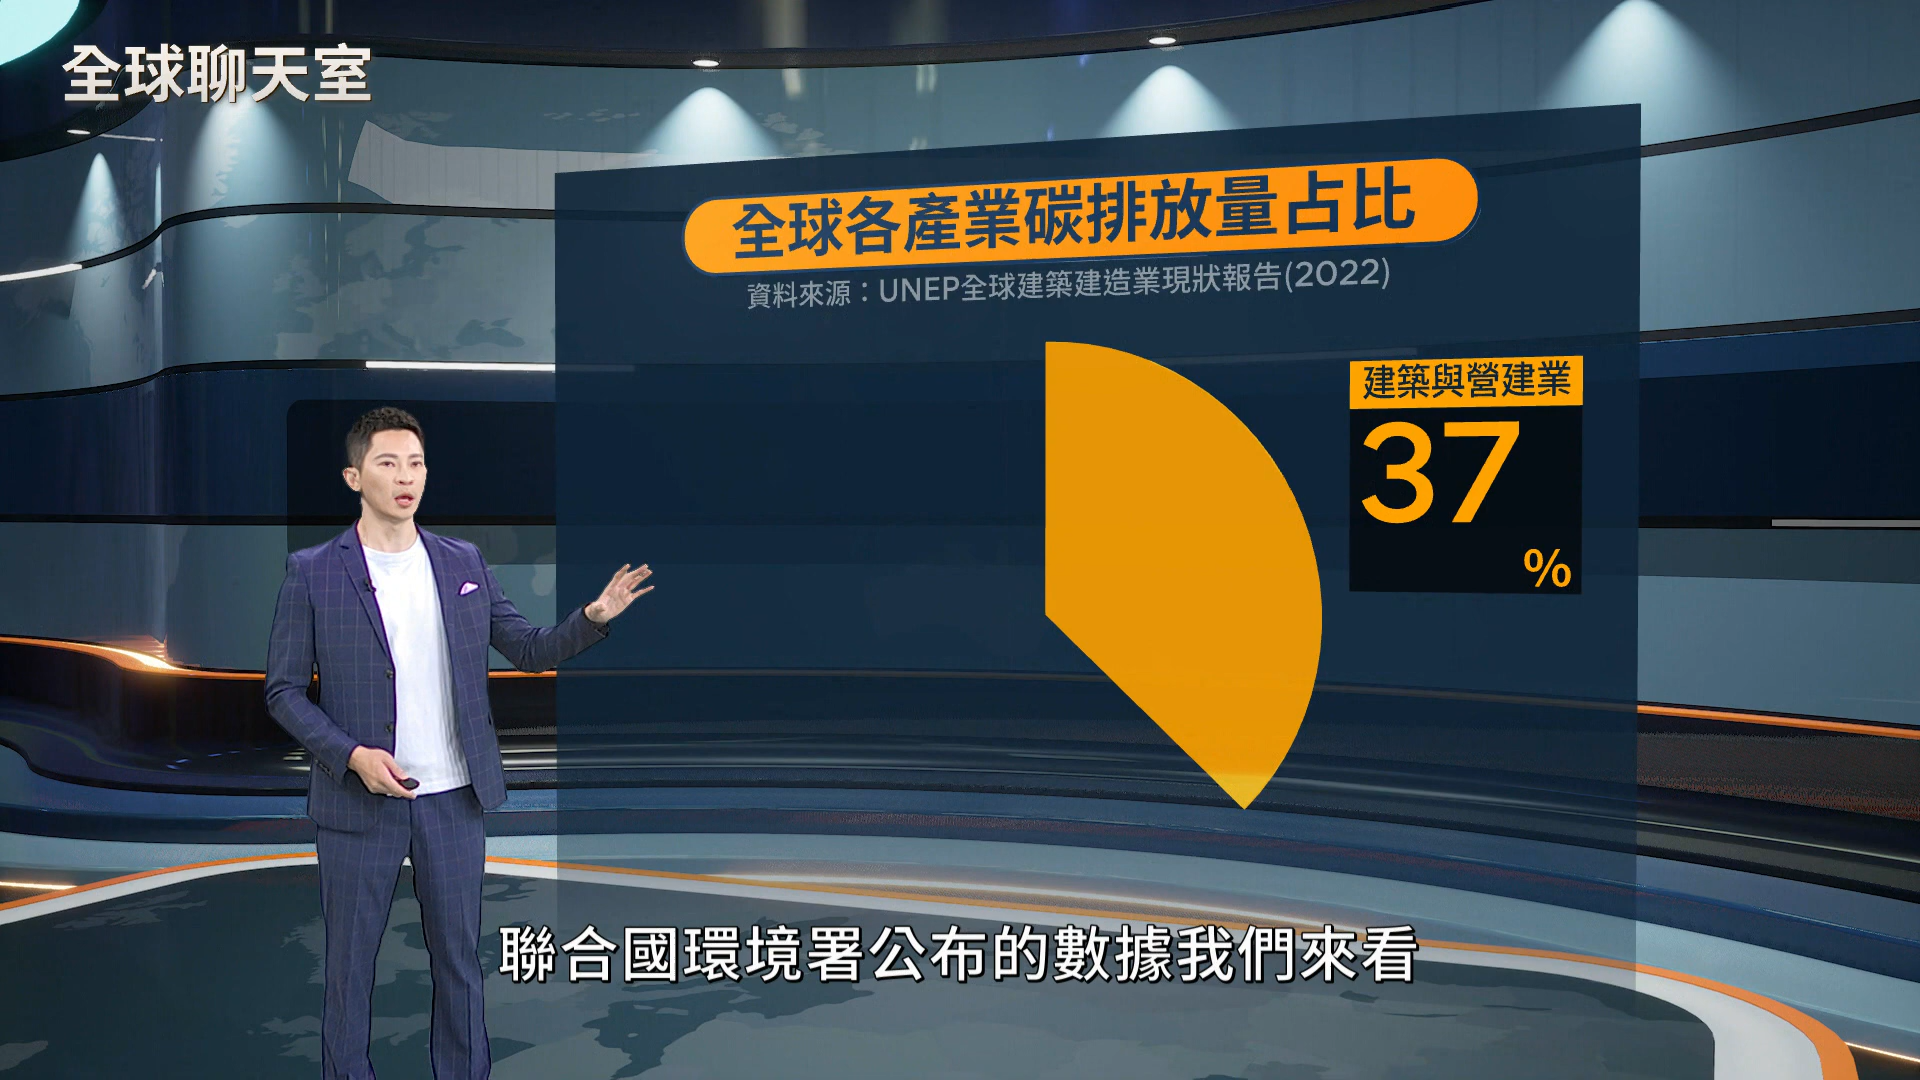 全球聊天室
全球各產業碳排放量占比
資料來源：UNEP全球建築建造業現狀報告(2022)
建築與營建業
37
%
聯合國環境署公布的數據我們來看